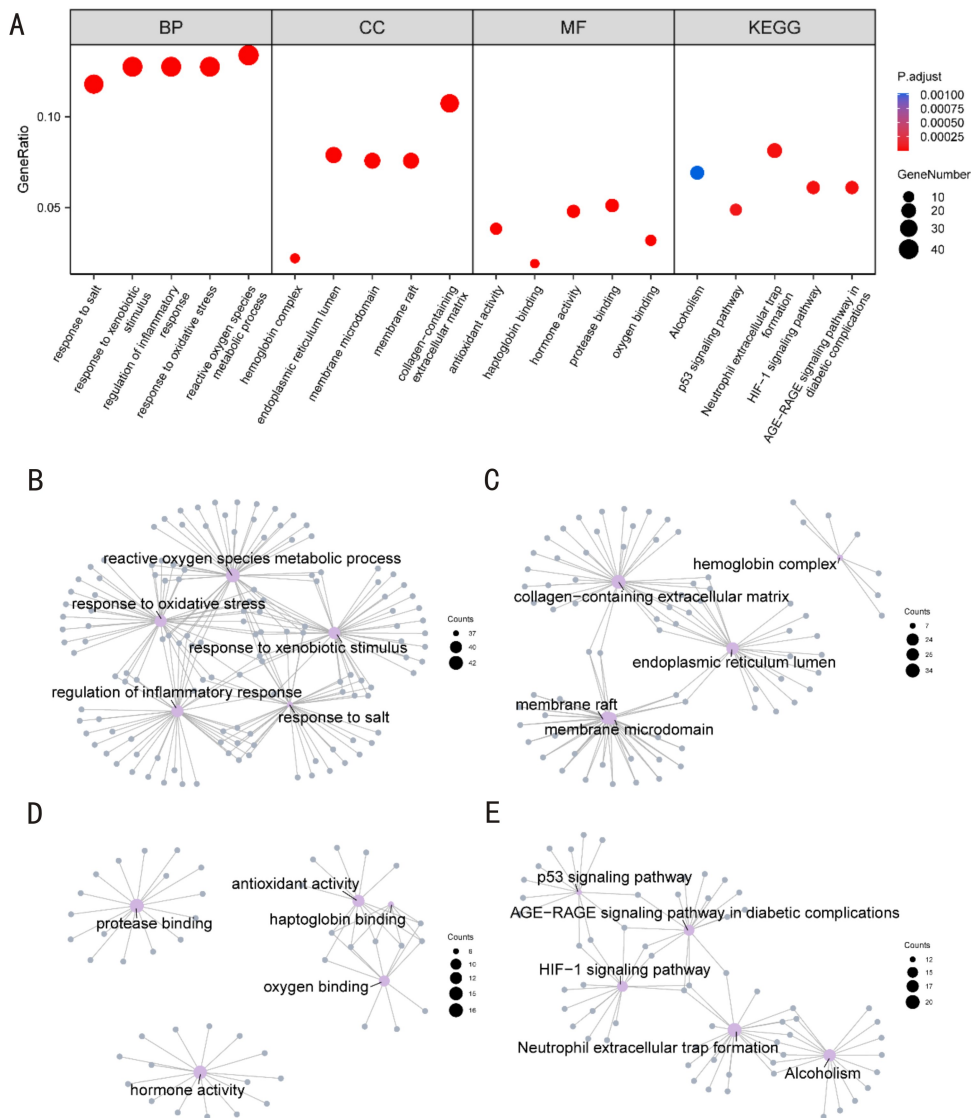 A
BP
CC
MF
KEGG
GeneRatio
0.10
0.05
P.adjust
0.00100
0.00075
0.00050
0.00025
GeneNumber
10
20
30
40
response to salt
response to xenobiotic
stimulus
regulation of inflammatory
response
response to oxidative stress
reactive oxygen species
metabolic process
hemoglobin complex
endoplasmic reticulum lumen
membrane microdomain
membrane raft
collagen−containing
extracellular matrix
antioxidant activity
haptoglobin binding
hormone activity
protease binding
oxygen binding
Alcoholism
p53 signaling pathway
Neutrophil extracellular trap
formation
HIF−1 signaling pathway
AGE−RAGE signaling pathway in
diabetic complications
B
reactive oxygen species metabolic process
response to oxidative stress
response to xenobiotic stimulus
regulation of inflammatory response
response to salt
Counts
37
40
42
C
hemoglobin complex
collagen−containing extracellular matrix
endoplasmic reticulum lumen
membrane raft
membrane microdomain
Counts
7
24
26
34
D
antioxidant activity
haptoglobin binding
protease binding
oxygen binding
hormone activity
Counts
6
10
12
15
16
E
p53 signaling pathway
AGE−RAGE signaling pathway in diabetic complications
HIF−1 signaling pathway
Neutrophil extracellular trap formation
Alcoholism
Counts
12
15
17
20